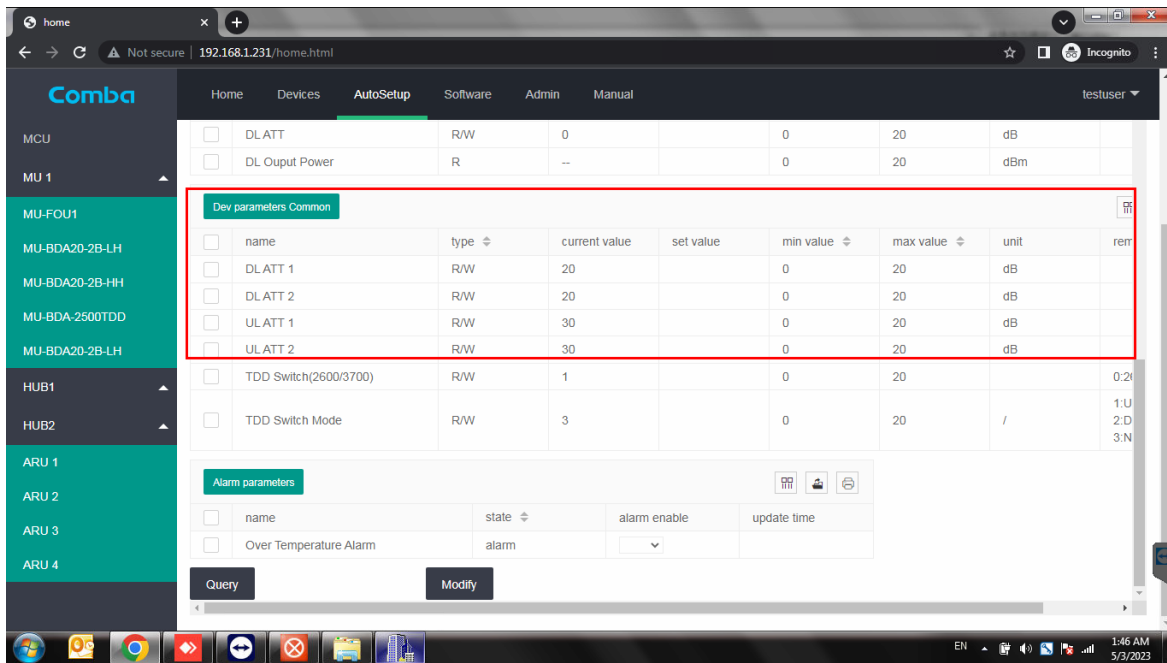 home
Not secure | 192.168.1.231/home.html
Incognito
Comba
Home Devices AutoSetup Software Admin Manual testuser
MCU
MU 1
MU-FOU1
MU-BDA20-2B-LH
MU-BDA20-2B-HH
MU-BDA-2500TDD
MU-BDA20-2B-LH
HUB1
HUB2
ARU 1
ARU 2
ARU 3
ARU 4
DL ATT R/W 0 0 20 dB
DL Ouput Power R -- 0 20 dBm
Dev parameters Common
name type current value set value min value max value unit rem
DL ATT 1 R/W 20 0 20 dB
DL ATT 2 R/W 20 0 20 dB
UL ATT 1 R/W 30 0 20 dB
UL ATT 2 R/W 30 0 20 dB
TDD Switch(2600/3700) R/W 1 0 20 0:2
1:U
TDD Switch Mode R/W 3 0 20 / 2:D
3:N
Alarm parameters
name state alarm enable update time
Over Temperature Alarm alarm
Query Modify
EN 1:46 AM
5/3/2023